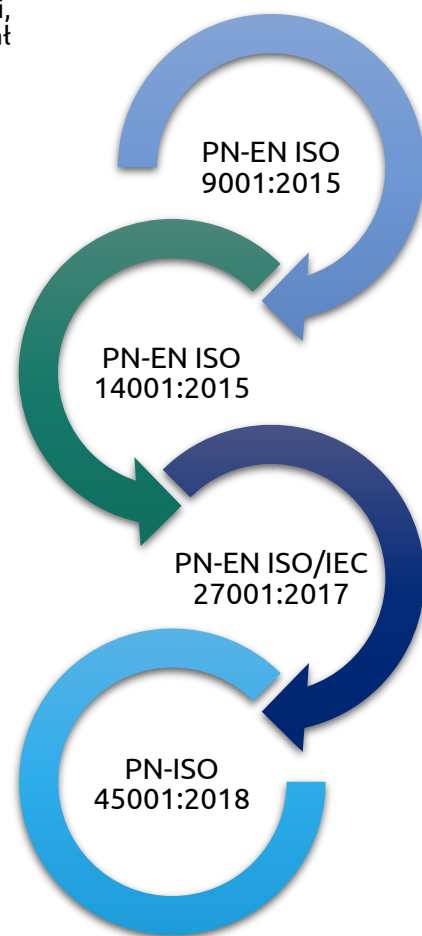 PN-EN ISO
9001:2015
PN-EN ISO
14001:2015
PN-EN ISO/IEC
27001:2017
PN-ISO
45001:2018